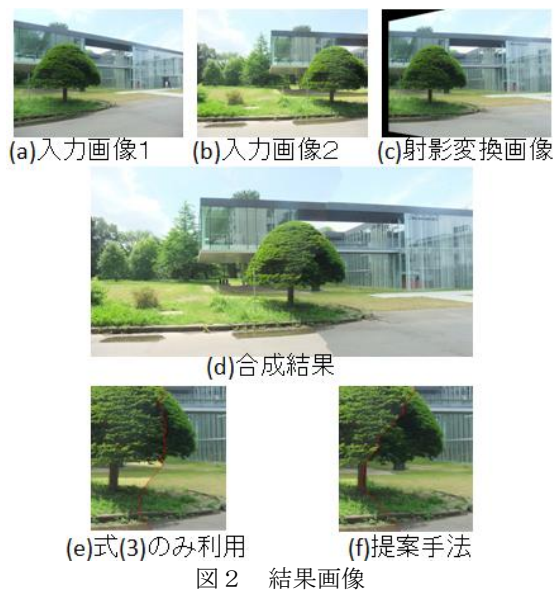 (a)入力画像1
(b)入力画像2
(c)射影変換画像
(d)合成結果
(e)式(3)のみ利用
(f)提案手法
図2 結果画像